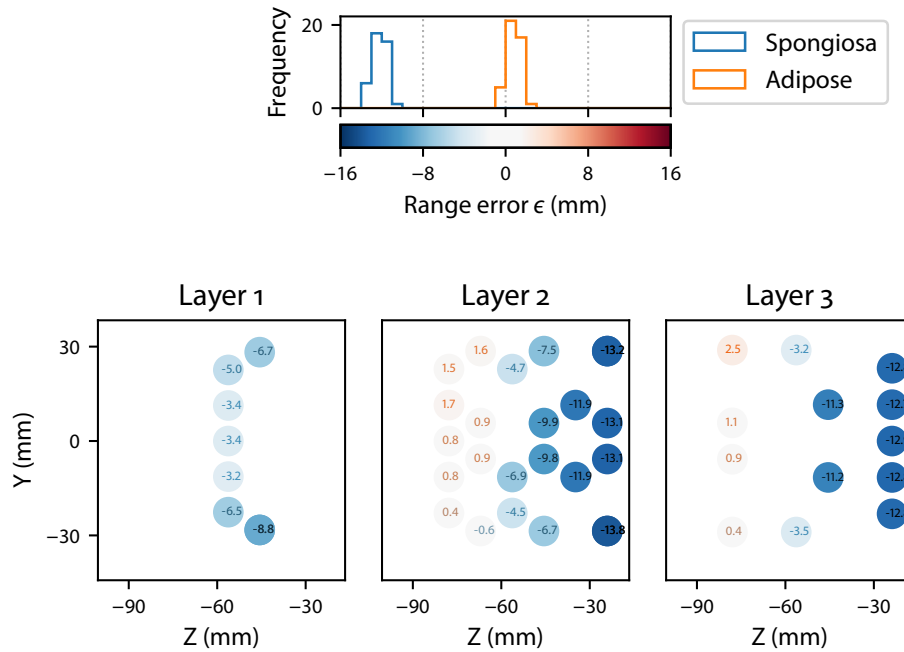 20
0
Frequency
Spongiosa
Adipose
−16 −8 0 8 16
Range error ϵ (mm)
Layer 1 Layer 2 Layer 3
30
0
−30
Y (mm)
-6.7
-5.0
-3.4
-3.4
-3.2
-6.5
-8.8
1.6 -7.5 -13.2
1.5 -4.7
1.7 -11.9
0.9 -9.9 -13.1
0.8
0.9 -9.8 -13.1
0.8 -6.9 -11.9
0.4 -4.5
-0.6 -6.7 -13.8
2.5 -3.2
-11.3
1.1
0.9
-11.2
0.4 -3.5
−90 −60 −30 −90 −60 −30 −90 −60 −30
Z (mm) Z (mm) Z (mm)